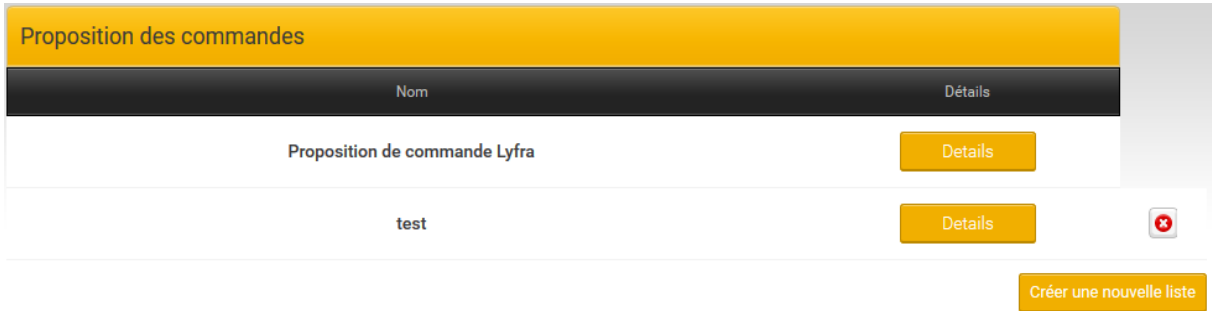 Proposition des commandes
Nom Détails
Proposition de commande Lyfra Details
test Details
Créer une nouvelle liste